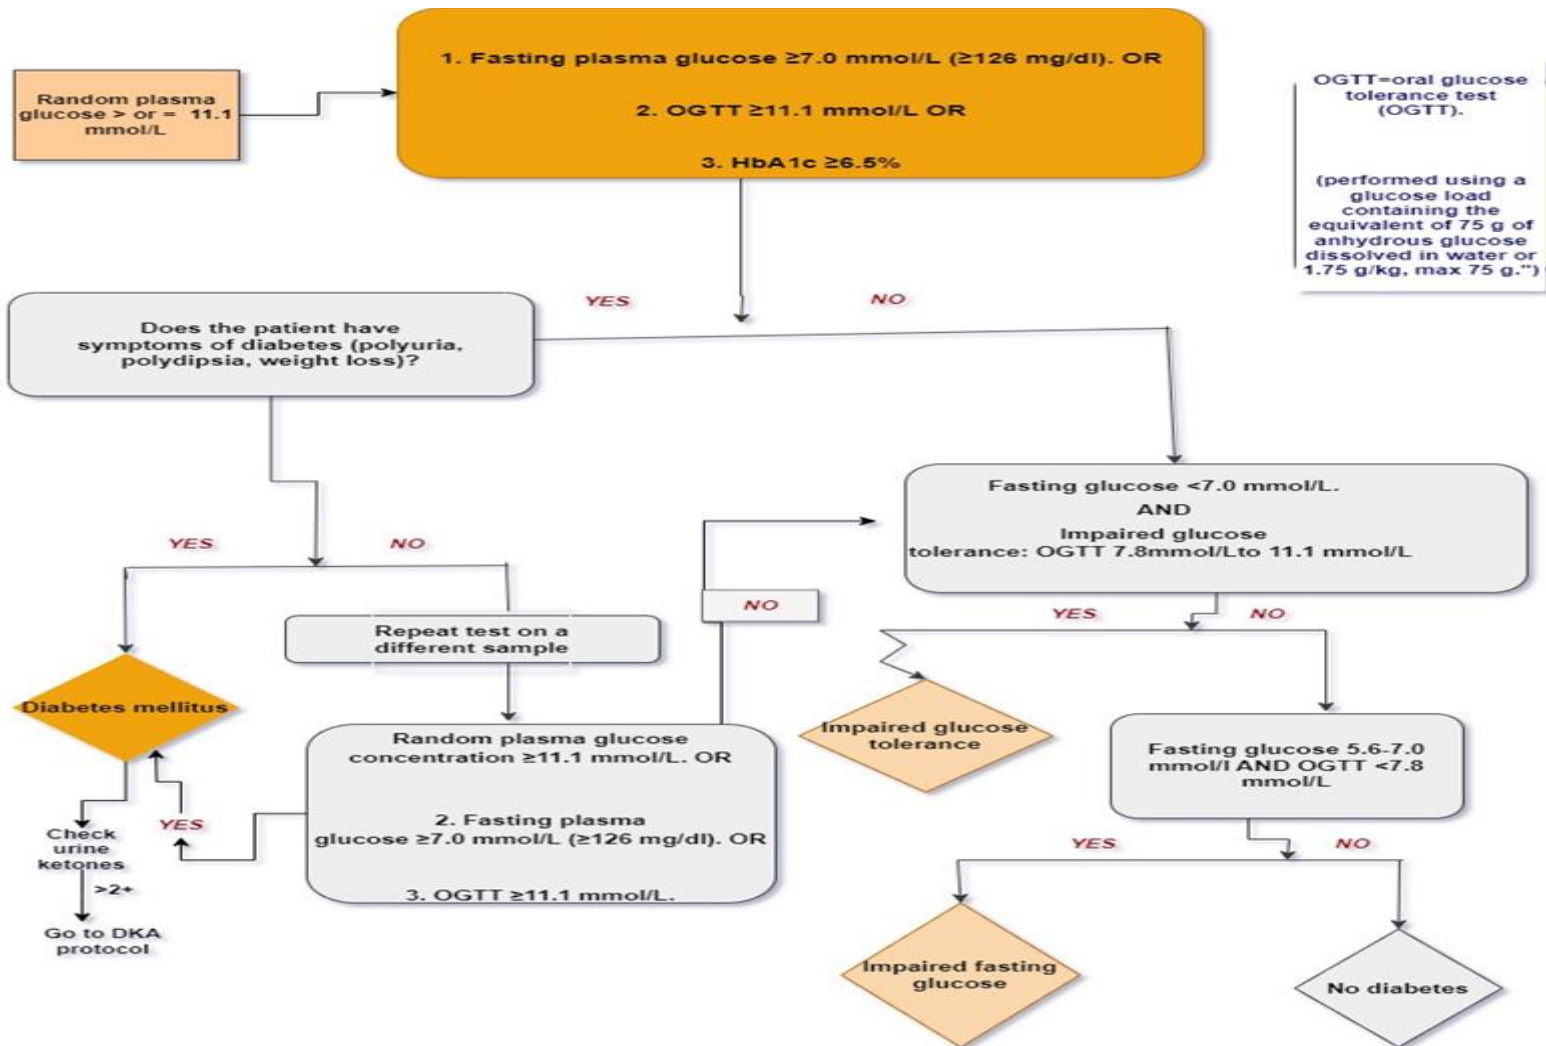 1. Fasting plasma glucose ≥7.0 mmol/L (≥126 mg/dl). OR
2. OGTT ≥11.1 mmol/L OR
3. HbA1c ≥6.5%
Random plasma
glucose > or = 11.1
mmol/L
OGTT=oral glucose
tolerance test
(OGTT).
(performed using a
glucose load
containing the
equivalent of 75 g of
anhydrous glucose
dissolved in water or
1.75 g/kg, max 75 g.")
YES
NO
Does the patient have
symptoms of diabetes (polyuria,
polydipsia, weight loss)?
Fasting glucose <7.0 mmol/L.
AND
Impaired glucose
tolerance: OGTT 7.8mmol/Lto 11.1 mmol/L
YES
NO
NO
YES
NO
Repeat test on a
different sample
Diabetes mellitus
Random plasma glucose
concentration ≥11.1 mmol/L. OR
2. Fasting plasma
glucose ≥7.0 mmol/L (≥126 mg/dl). OR
3. OGTT ≥11.1 mmol/L.
YES
Check
urine
ketones
>2+
Go to DKA
protocol
Impaired glucose
tolerance
Fasting glucose 5.6-7.0
mmol/l AND OGTT <7.8
mmol/L
YES
NO
Impaired fasting
glucose
No diabetes